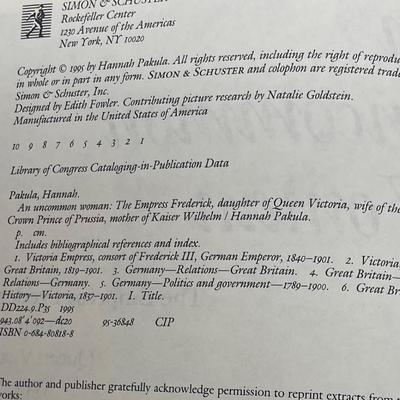 SIMON & SCHUSTER
Rockefeller Center
1230 Avenue of the Americas
New York, NY 10020
Copyright © 1995 by Hannah Pakula. All rights reserved, including the right of reprodu
in whole or in part in any form. SIMON & SCHUSTER and colophon are registered trade
Simon & Schuster, Inc.
Designed by Edith Fowler. Contributing picture research by Natalie Goldstein.
Manufactured in the United States of America
10 9 8 7 6 5 4 3 2 1
Library of Congress Cataloging-in-Publication Data
Pakula, Hannah.
An uncommon woman: The Empress Frederick, daughter of Queen Victoria, wife of the
Crown Prince of Prussia, mother of Kaiser Wilhelm / Hannah Pakula.
p. cm.
Includes bibliographical references and index.
1. Victoria Empress, consort of Frederick III, German Emperor, 1840–1901. 2. Victoria
Great Britain, 1819–1901. 3. Germany—Relations—Great Britain. 4. Great Britain—
Relations—Germany. 5. Germany—Politics and government—1789–1900. 6. Great Br
History—Victoria, 1837–1901. I. Title.
DD224.9.P35 1995
943.08'4'092—dc20 95-36848 CIP
ISBN 0-684-80818-8
The author and publisher gratefully acknowledge permission to reprint extracts from
works: